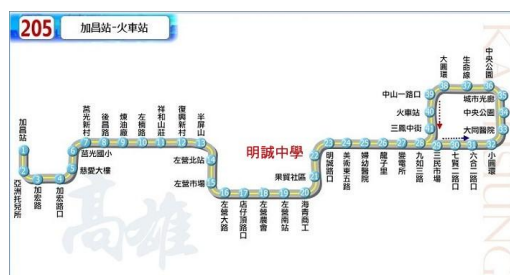 205 加昌站-火車站
加昌站
亞洲托兒所
加宏路
加宏路口
慈愛大樓
莒光國小
莒光新村
後昌路
煉油廠
左楠路
祥和山莊
復興新村
半屏山
左營北站
左營市場
左營大路
店仔頂路口
左營農會
左營南站
海青商工
果貿社區
明誠中學
明誠路口
美術東五路
婦幼醫院
龍子里
變電所
九如三路
三民市場
七賢二路口
六合二路口
小圓環
大同醫院
中央公園
城市光廊
中央公園
生命線
大圓環
中山一路口
火車站
三鳳中街
高雄
KAOHSIUNG